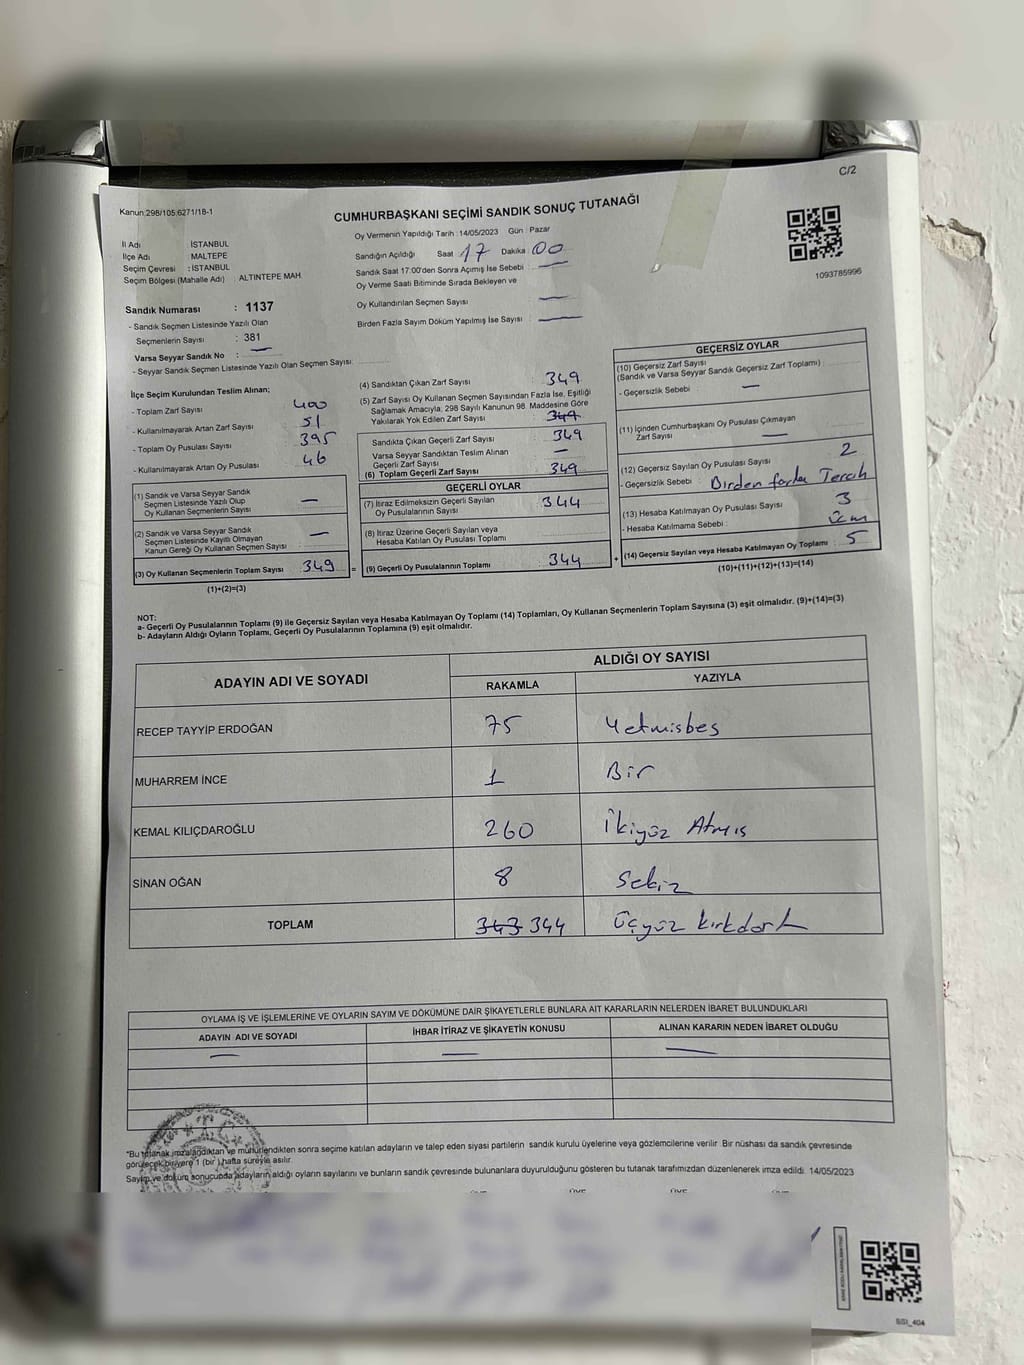 C/2
Kanun:298/105;6271/18-1
CUMHURBAŞKANI SEÇİMİ SANDIK SONUÇ TUTANAĞI
Oy Vermenin Yapıldığı Tarih :14/05/2023 Gün : Pazar
İl Adı İSTANBUL
İlçe Adı MALTEPE
Seçim Çevresi : İSTANBUL
Seçim Bölgesi (Mahalle Adı) : ALTINTEPE MAH.
Sandığın Açıldığı Saat 17 Dakika : 00
Sandık Saat 17.00'den Sonra Açımış İse Sebebi : —
Oy Verme Saati Bitiminde Sırada Bekleyen ve
Oy Kullandırılan Seçmen Sayısı —
Birden Fazla Sayım Döküm Yapılmış İse Sayısı : —
1093785996
Sandık Numarası : 1137
- Sandık Seçmen Listesinde Yazılı Olan
Seçmenlerin Sayısı : 381
Varsa Seyyar Sandık No : —
- Seyyar Sandık Seçmen Listesinde Yazılı Olan Seçmen Sayısı:
İlçe Seçim Kurulundan Teslim Alınan;
- Toplam Zarf Sayısı 400
- Kullanılmayarak Artan Zarf Sayısı 51
- Toplam Oy Pusulası Sayısı 395
- Kullanılmayarak Artan Oy Pusulası 46
(1) Sandık ve Varsa Seyyar Sandık
Seçmen Listesinde Yazılı Olup
Oy Kullanan Seçmenlerin Sayısı —
(2) Sandık ve Varsa Seyyar Sandık
Seçmen Listesinde Kayıtlı Olmayan
Kanun Gereği Oy Kullanan Seçmen Sayısı —
(3) Oy Kullanan Seçmenlerin Toplam Sayısı 349
(1)+(2)=(3)
(4) Sandıktan Çıkan Zarf Sayısı 349
(5) Zarf Sayısı Oy Kullanan Seçmen Sayısından Fazla İse, Eşitliği
Sağlamak Amacıyla, 298 Sayılı Kanunun 98. Maddesine Göre
Yakılarak Yok Edilen Zarf Sayısı 349
Sandıkta Çıkan Geçerli Zarf Sayısı 349
Varsa Seyyar Sandıktan Teslim Alınan
Geçerli Zarf Sayısı —
(6) Toplam Geçerli Zarf Sayısı 349
GEÇERLİ OYLAR
(7) İtiraz Edilmeksizin Geçerli Sayılan
Oy Pusulalarının Sayısı : 344
(8) İtiraz Üzerine Geçerli Sayılan veya
Hesaba Katılan Oy Pusulası Toplamı
= (9) Geçerli Oy Pusulalarının Toplamı 344
GEÇERSİZ OYLAR
(10) Geçersiz Zarf Sayısı
(Sandık ve Varsa Seyyar Sandık Geçersiz Zarf Toplamı)
- Geçersizlik Sebebi : —
(11) İçinden Cumhurbaşkanı Oy Pusulası Çıkmayan
Zarf Sayısı —
(12) Geçersiz Sayılan Oy Pusulası Sayısı 2
- Geçersizlik Sebebi : Birden fazla Tercih
(13) Hesaba Katılmayan Oy Pusulası Sayısı 3
- Hesaba Katılmama Sebebi :
+ (14) Geçersiz Sayılan veya Hesaba Katılmayan Oy Toplamı : 5
(10)+(11)+(12)+(13)=(14)
NOT:
a- Geçerli Oy Pusulalarının Toplamı (9) ile Geçersiz Sayılan veya Hesaba Katılmayan Oy Toplamı (14) Toplamları, Oy Kullanan Seçmenlerin Toplam Sayısına (3) eşit olmalıdır. (9)+(14)=(3)
b- Adayların Aldığı Oyların Toplamı, Geçerli Oy Pusulalarının Toplamına (9) eşit olmalıdır.
ADAYIN ADI VE SOYADI ALDIĞI OY SAYISI
RAKAMLA YAZIYLA
RECEP TAYYİP ERDOĞAN 75 Yetmisbes
MUHARREM İNCE 1 Bir
KEMAL KILIÇDAROĞLU 260 İkiyüz Atmıs
SİNAN OĞAN 8 Sekiz
TOPLAM 343 344 üçyüz kırkdört
OYLAMA İŞ VE İŞLEMLERİNE VE OYLARIN SAYIM VE DÖKÜMÜNE DAİR ŞİKAYETLERLE BUNLARA AİT KARARLARIN NELERDEN İBARET BULUNDUKLARI
ADAYIN ADI VE SOYADI İHBAR İTİRAZ VE ŞİKAYETİN KONUSU ALINAN KARARIN NEDEN İBARET OLDUĞU
— — —
*Bu tutanak imzalandıktan ve mühürlendikten sonra seçime katılan adayların ve talep eden siyasi partilerin sandık kurulu üyelerine veya gözlemcilerine verilir. Bir nüshası da sandık çevresinde
görülecek bir yere 1 (bir) hafta süreyle asılır.
Sayım ve döküm sonucunda adayların aldığı oyların sayılarını ve bunların sandık çevresinde bulunanlara duyurulduğunu gösteren bu tutanak tarafımızdan düzenlenerek imza edildi. 14/05/2023
SSI_404